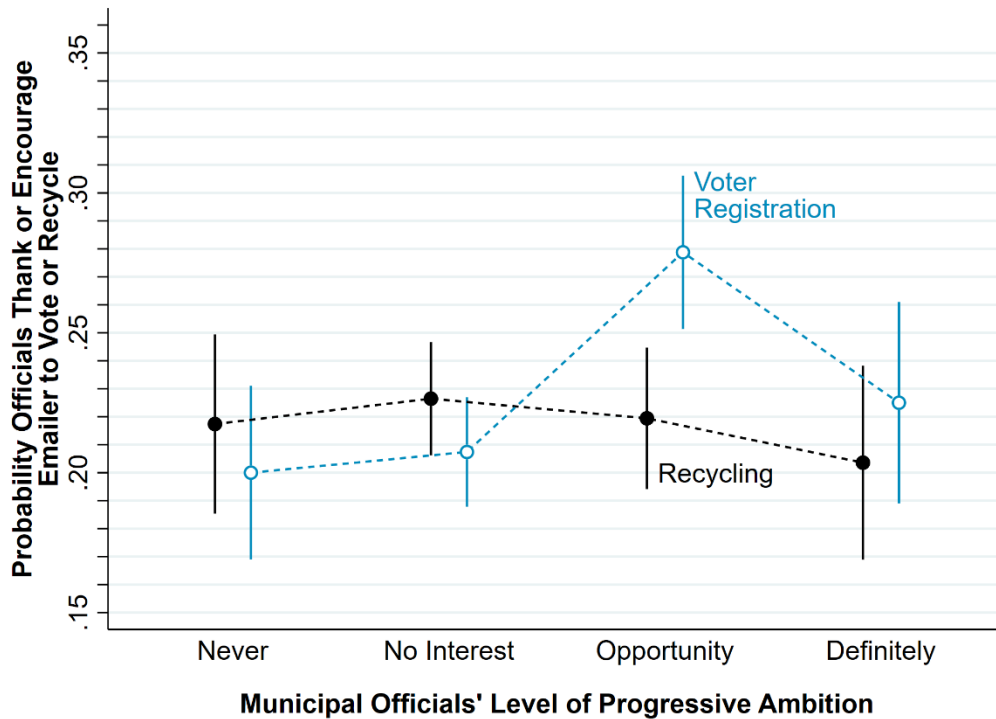 Probability Officials Thank or Encourage
Emailer to Vote or Recycle
.35
.30
.25
.20
.15
Voter
Registration
Recycling
Never
No Interest
Opportunity
Definitely
Municipal Officials' Level of Progressive Ambition